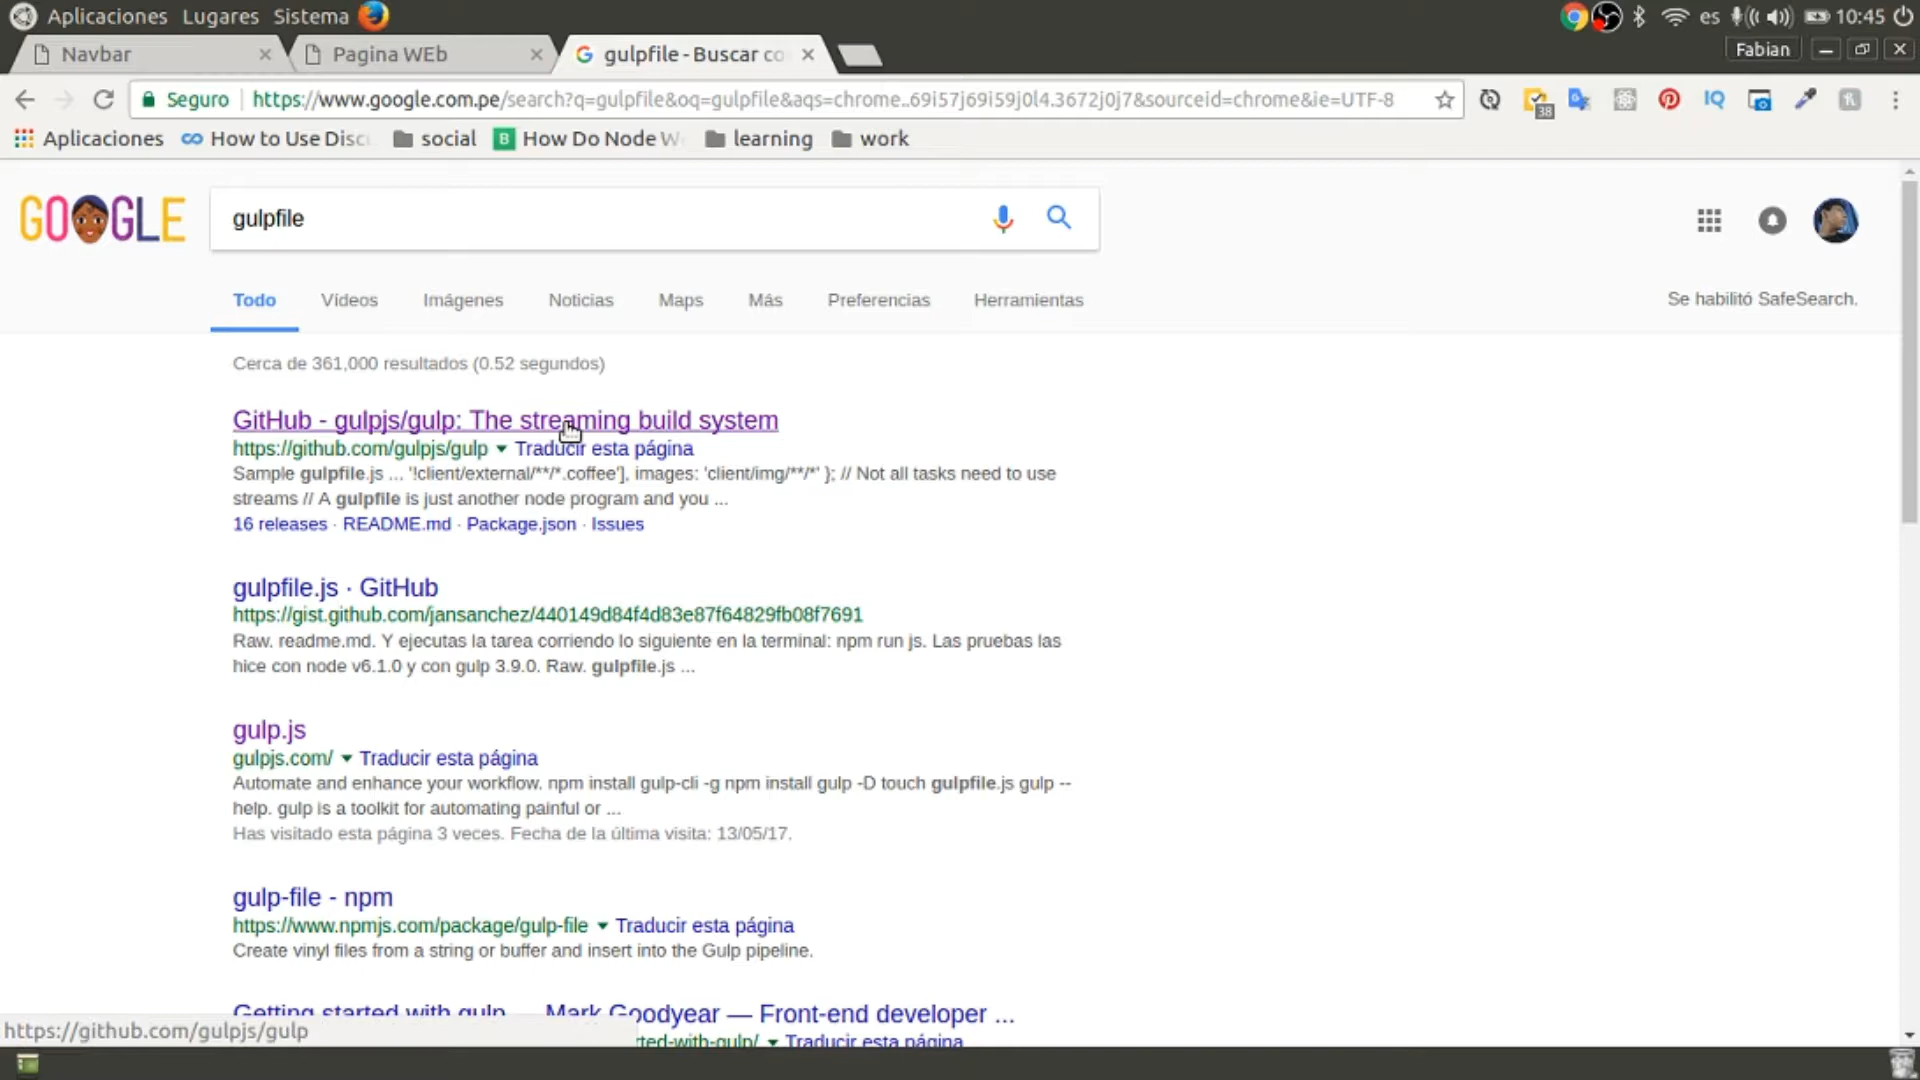 Aplicaciones Lugares Sistema es 10:45
Navbar Pagina WEb gulpfile - Buscar co Fabian
Seguro https://www.google.com.pe/search?q=gulpfile&oq=gulpfile&aqs=chrome..69i57j69i59j0l4.3672j0j7&sourceid=chrome&ie=UTF-8 38 IQ
Aplicaciones How to Use Disc social B How Do Node W learning work
GOOGLE gulpfile
Todo Vídeos Imágenes Noticias Maps Más Preferencias Herramientas Se habilitó SafeSearch.
Cerca de 361,000 resultados (0.52 segundos)
GitHub - gulpjs/gulp: The streaming build system
https://github.com/gulpjs/gulp Traducir esta página
Sample gulpfile.js ... '!client/external/**/*.coffee'], images: 'client/img/**/*' }; // Not all tasks need to use
streams // A gulpfile is just another node program and you ...
16 releases · README.md · Package.json · Issues
gulpfile.js · GitHub
https://gist.github.com/jansanchez/440149d84f4d83e87f64829fb08f7691
Raw. readme.md. Y ejecutas la tarea corriendo lo siguiente en la terminal: npm run js. Las pruebas las
hice con node v6.1.0 y con gulp 3.9.0. Raw. gulpfile.js ...
gulp.js
gulpjs.com/ Traducir esta página
Automate and enhance your workflow. npm install gulp-cli -g npm install gulp -D touch gulpfile.js gulp --
help. gulp is a toolkit for automating painful or ...
Has visitado esta página 3 veces. Fecha de la última visita: 13/05/17.
gulp-file - npm
https://www.npmjs.com/package/gulp-file Traducir esta página
Create vinyl files from a string or buffer and insert into the Gulp pipeline.
Getting started with gulp — Mark Goodyear — Front-end developer ...
https://github.com/gulpjs/gulp rted-with-gulp/ Traducir esta página